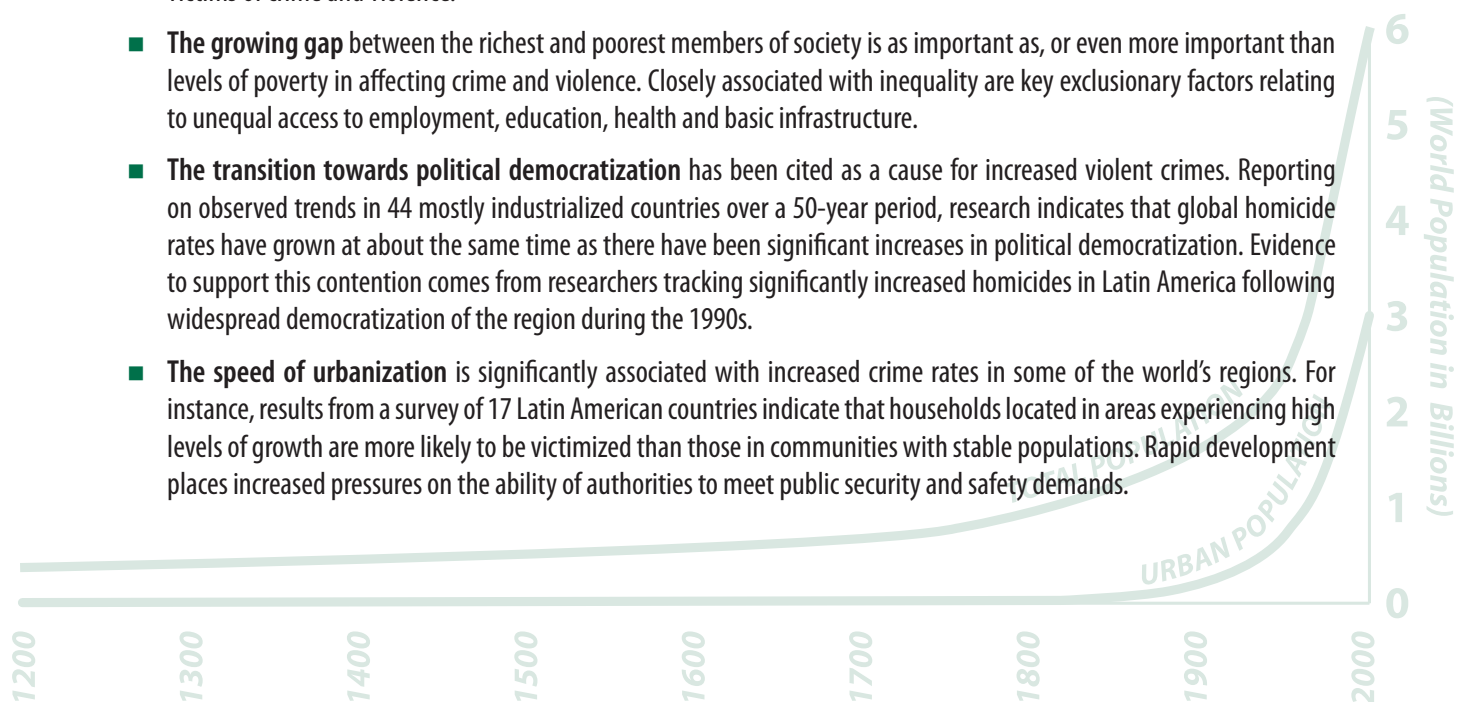 ■ The growing gap between the richest and poorest members of society is as important as, or even more important than
levels of poverty in affecting crime and violence. Closely associated with inequality are key exclusionary factors relating
to unequal access to employment, education, health and basic infrastructure.
■ The transition towards political democratization has been cited as a cause for increased violent crimes. Reporting
on observed trends in 44 mostly industrialized countries over a 50-year period, research indicates that global homicide
rates have grown at about the same time as there have been significant increases in political democratization. Evidence
to support this contention comes from researchers tracking significantly increased homicides in Latin America following
widespread democratization of the region during the 1990s.
■ The speed of urbanization is significantly associated with increased crime rates in some of the world's regions. For
instance, results from a survey of 17 Latin American countries indicate that households located in areas experiencing high
levels of growth are more likely to be victimized than those in communities with stable populations. Rapid development
places increased pressures on the ability of authorities to meet public security and safety demands.
TOTAL POPULATION
URBAN POPULATION
6
5
4
3
2
1
0
(World Population in Billions)
1200
1300
1400
1500
1600
1700
1800
1900
2000